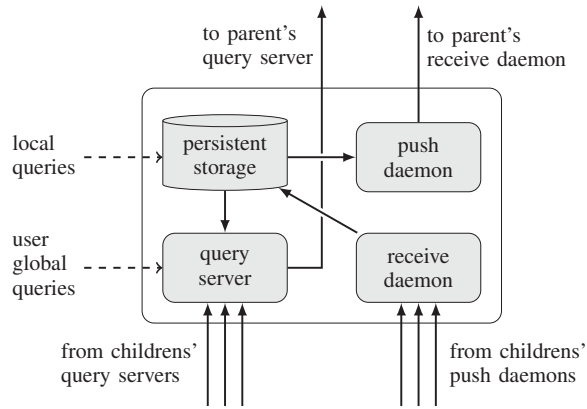 to parent's
query server
to parent's
receive daemon
local
queries
persistent
storage
push
daemon
user
global
queries
query
server
receive
daemon
from childrens'
query servers
from childrens'
push daemons